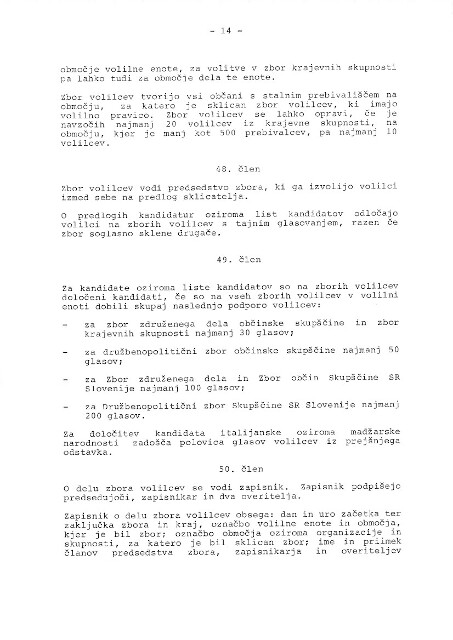 - 14 -
območje volilne enote, za volitve v zbor krajevnih skupnosti
pa lahko tudi za območje dela te enote.
Zbor volilcev tvorijo vsi občani s stalnim prebivališčem na
območju, za katero je sklican zbor volilcev, ki imajo
volilno pravico. Zbor volilcev se lahko opravi, če je
navzočih najmanj 20 volilcev iz krajevne skupnosti, na
območju, kjer je manj kot 500 prebivalcev, pa najmanj 10
volilcev.
48. člen
Zbor volilcev vodi predsedstvo zbora, ki ga izvolijo volilci
izmed sebe na predlog sklicatelja.
O predlogih kandidatur oziroma list kandidatov odločajo
volilci na zborih volilcev s tajnim glasovanjem, razen če
zbor soglasno sklene drugače.
49. člen
Za kandidate oziroma liste kandidatov so na zborih volilcev
določeni kandidati, če so na vseh zborih volilcev v volilni
enoti dobili skupaj naslednjo podporo volilcev:
- za zbor združenega dela občinske skupščine in zbor
krajevnih skupnosti najmanj 30 glasov;
- za družbenopolitični zbor občinske skupščine najmanj 50
glasov;
- za Zbor združenega dela in Zbor občin Skupščine SR
Slovenije najmanj 100 glasov;
- za Družbenopolitični zbor Skupščine SR Slovenije najmanj
200 glasov.
Za določitev kandidata italijanske oziroma madžarske
narodnosti zadošča polovica glasov volilcev iz prejšnjega
odstavka.
50. člen
O delu zbora volilcev se vodi zapisnik. Zapisnik podpišejo
predsedujoči, zapisnikar in dva overitelja.
Zapisnik o delu zbora volilcev obsega: dan in uro začetka ter
zaključka zbora in kraj, označbo volilne enote in območja,
kjer je bil zbor; označbo območja oziroma organizacije in
skupnosti, za katero je bil sklican zbor; ime in priimek
članov predsedstva zbora, zapisnikarja in overiteljev